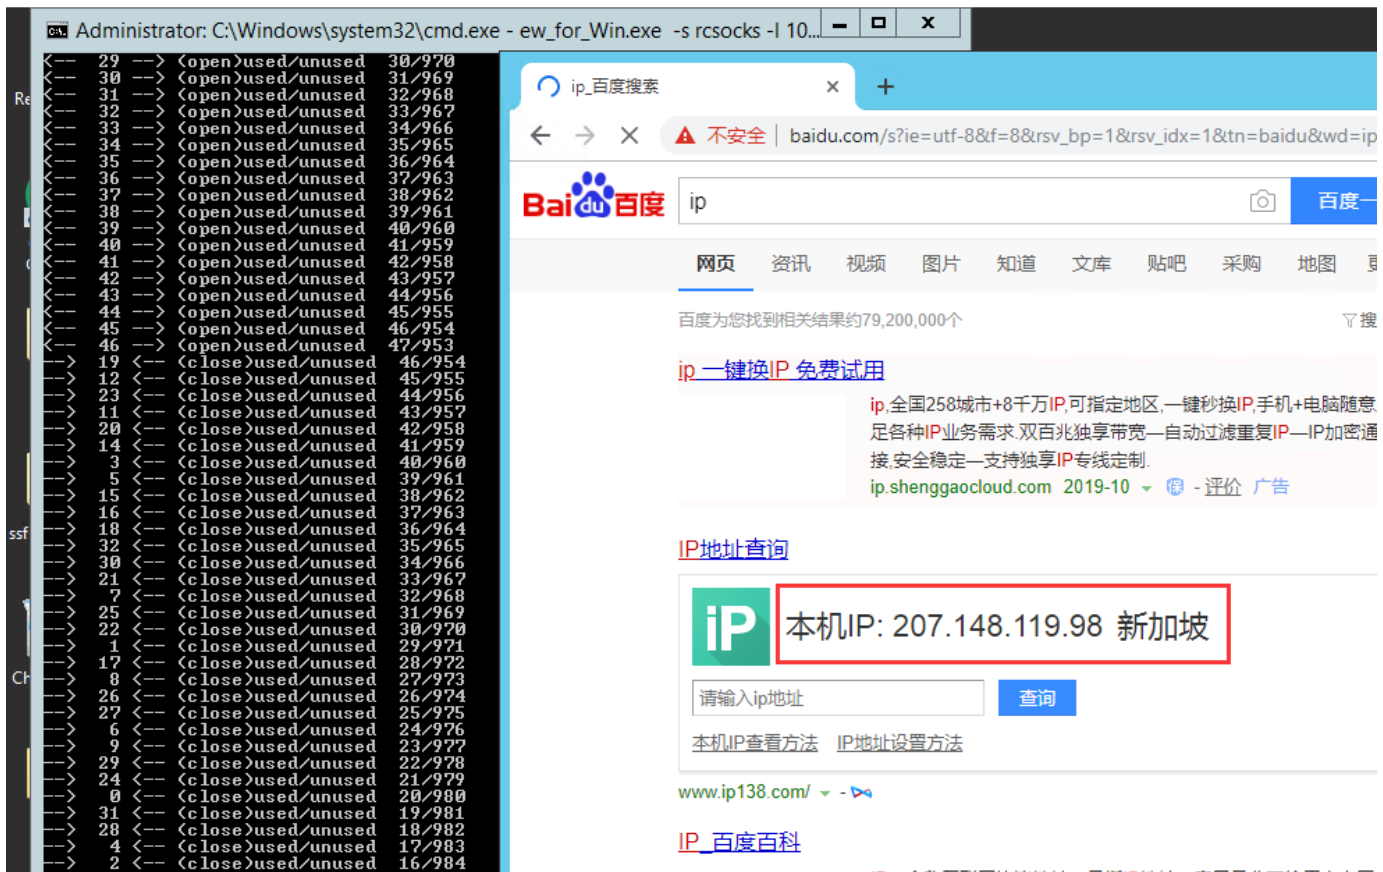 Administrator: C:\Windows\system32\cmd.exe - ew_for_Win.exe  -s rcsocks -l 10...
<--  29 --> (open)used/unused  30/970
<--  30 --> (open)used/unused  31/969
<--  31 --> (open)used/unused  32/968
<--  32 --> (open)used/unused  33/967
<--  33 --> (open)used/unused  34/966
<--  34 --> (open)used/unused  35/965
<--  35 --> (open)used/unused  36/964
<--  36 --> (open)used/unused  37/963
<--  37 --> (open)used/unused  38/962
<--  38 --> (open)used/unused  39/961
<--  39 --> (open)used/unused  40/960
<--  40 --> (open)used/unused  41/959
<--  41 --> (open)used/unused  42/958
<--  42 --> (open)used/unused  43/957
<--  43 --> (open)used/unused  44/956
<--  44 --> (open)used/unused  45/955
<--  45 --> (open)used/unused  46/954
<--  46 --> (open)used/unused  47/953
-->  19 <-- (close)used/unused  46/954
-->  12 <-- (close)used/unused  45/955
-->  23 <-- (close)used/unused  44/956
-->  11 <-- (close)used/unused  43/957
-->  20 <-- (close)used/unused  42/958
-->  14 <-- (close)used/unused  41/959
-->   3 <-- (close)used/unused  40/960
-->   5 <-- (close)used/unused  39/961
-->  15 <-- (close)used/unused  38/962
-->  16 <-- (close)used/unused  37/963
-->  18 <-- (close)used/unused  36/964
-->  32 <-- (close)used/unused  35/965
-->  30 <-- (close)used/unused  34/966
-->  21 <-- (close)used/unused  33/967
-->   7 <-- (close)used/unused  32/968
-->  25 <-- (close)used/unused  31/969
-->  22 <-- (close)used/unused  30/970
-->   1 <-- (close)used/unused  29/971
-->  17 <-- (close)used/unused  28/972
-->   8 <-- (close)used/unused  27/973
-->  26 <-- (close)used/unused  26/974
-->  27 <-- (close)used/unused  25/975
-->   6 <-- (close)used/unused  24/976
-->   9 <-- (close)used/unused  23/977
-->  29 <-- (close)used/unused  22/978
-->  24 <-- (close)used/unused  21/979
-->   0 <-- (close)used/unused  20/980
-->  31 <-- (close)used/unused  19/981
-->  28 <-- (close)used/unused  18/982
-->   4 <-- (close)used/unused  17/983
-->   2 <-- (close)used/unused  16/984
Re
ssf
Ch
ip_百度搜索
不安全 | baidu.com/s?ie=utf-8&f=8&rsv_bp=1&rsv_idx=1&tn=baidu&wd=ip
Bai du 百度 ip 百度一
网页 资讯 视频 图片 知道 文库 贴吧 采购 地图
百度为您找到相关结果约79,200,000个 搜
ip 一键换IP 免费试用
ip,全国258城市+8千万IP,可指定地区,一键秒换IP,手机+电脑随意
足各种IP业务需求.双百兆独享带宽—自动过滤重复IP—IP加密通
接,安全稳定—支持独享IP专线定制.
ip.shenggaocloud.com 2019-10 保 - 评价 广告
IP地址查询
iP 本机IP: 207.148.119.98 新加坡
请输入ip地址 查询
本机IP查看方法 IP地址设置方法
www.ip138.com/ -
IP_百度百科